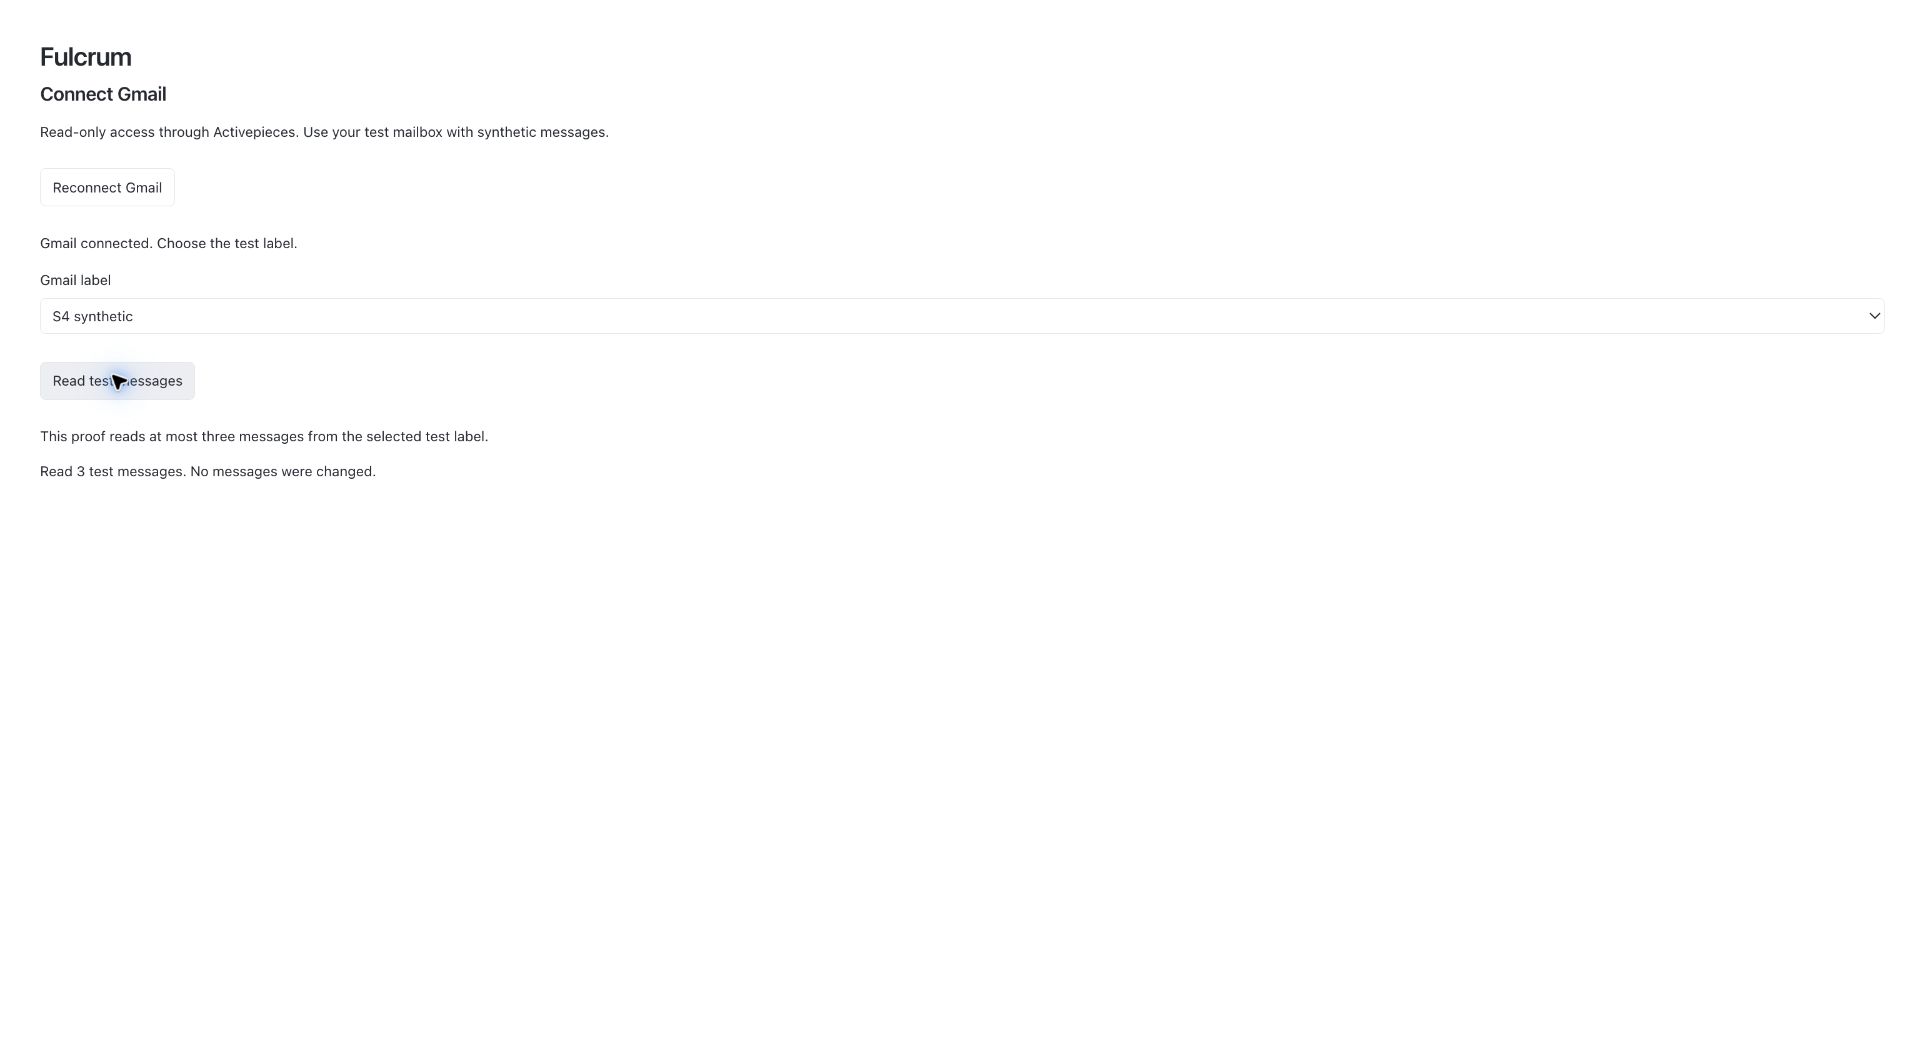 Fulcrum
Connect Gmail
Read-only access through Activepieces. Use your test mailbox with synthetic messages.
Reconnect Gmail
Gmail connected. Choose the test label.
Gmail label
S4 synthetic
Read test messages
This proof reads at most three messages from the selected test label.
Read 3 test messages. No messages were changed.